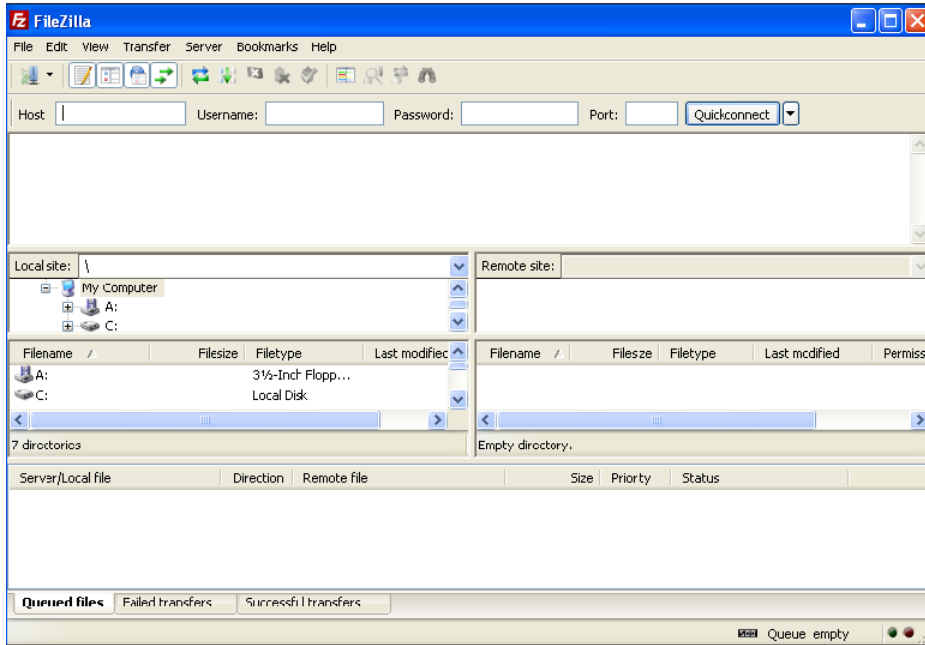 FileZilla
File Edit View Transfer Server Bookmarks Help
Host Username: Password: Port: Quickconnect
Local site: \ Remote site:
My Computer
A:
C:
Filename Filesize Filetype Last modified Filename Filesize Filetype Last modified Permiss
A: 3½-Inch Flopp...
C: Local Disk
7 directories Empty directory.
Server/Local file Direction Remote file Size Priority Status
Queued files Failed transfers Successful transfers
Queue empty